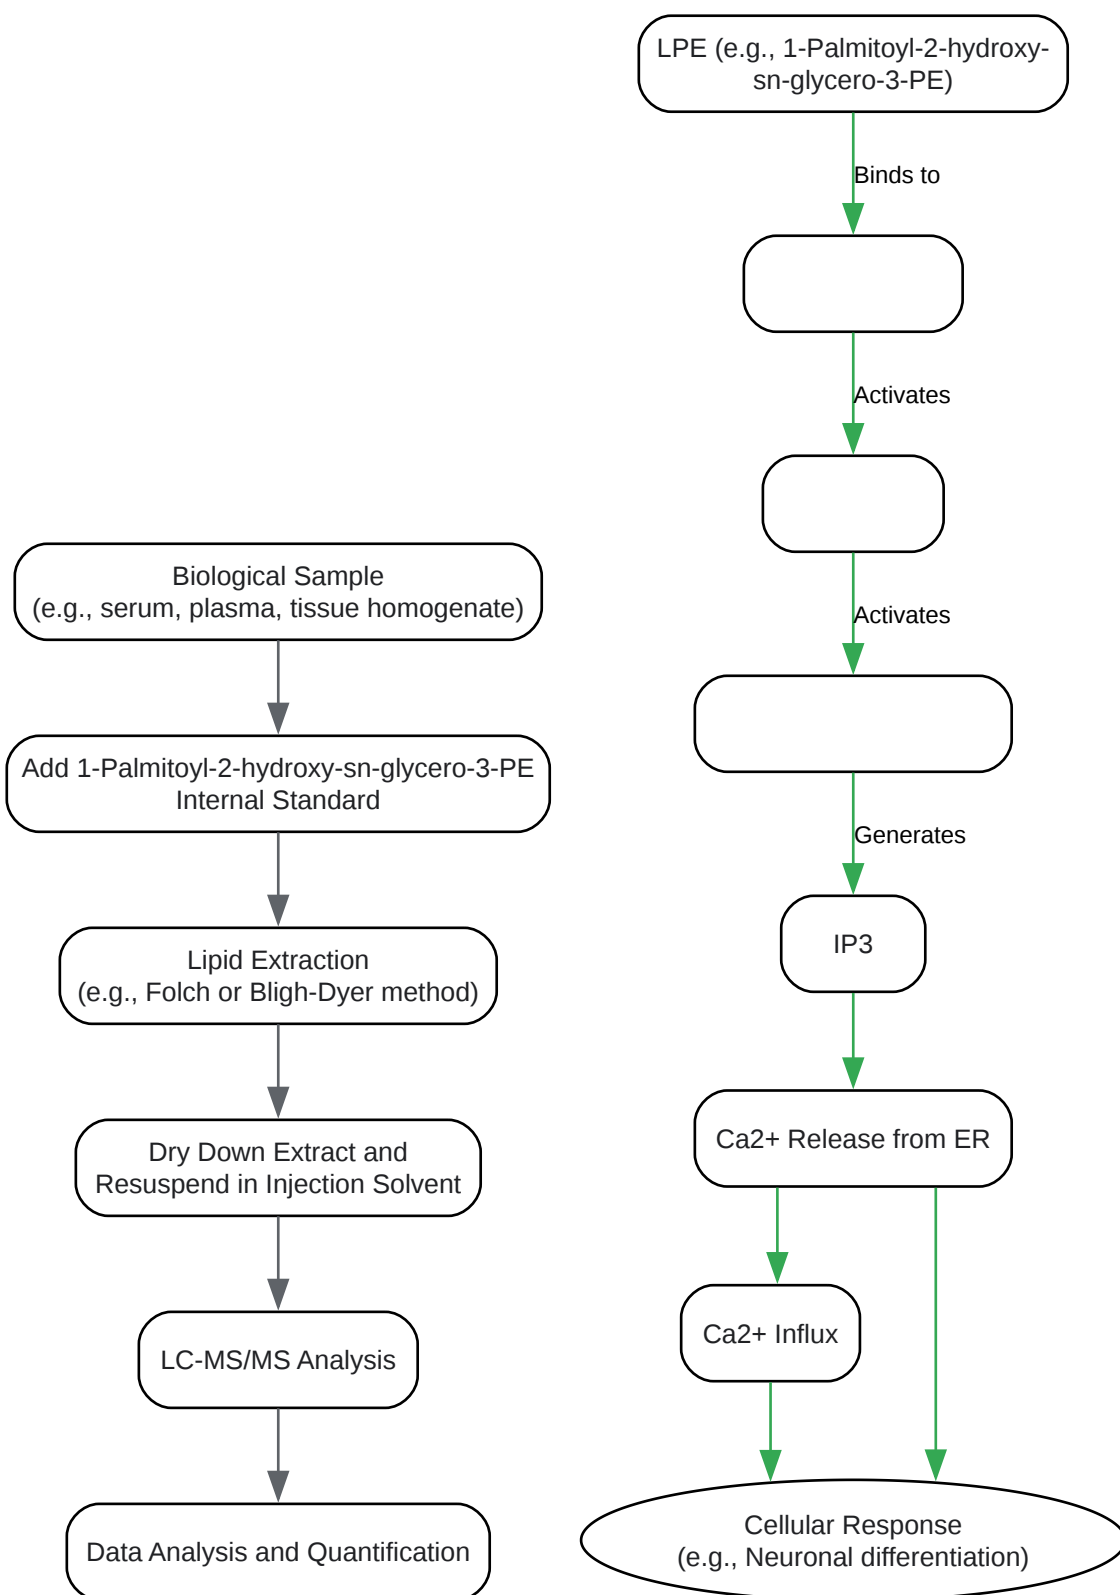 LPE (e.g., 1-Palmitoyl-2-hydroxy-
sn-glycero-3-PE)
Binds to
Activates
Activates
Generates
IP3
Ca2+ Release from ER
Ca2+ Influx
Cellular Response
(e.g., Neuronal differentiation)
Biological Sample
(e.g., serum, plasma, tissue homogenate)
Add 1-Palmitoyl-2-hydroxy-sn-glycero-3-PE
Internal Standard
Lipid Extraction
(e.g., Folch or Bligh-Dyer method)
Dry Down Extract and
Resuspend in Injection Solvent
LC-MS/MS Analysis
Data Analysis and Quantification